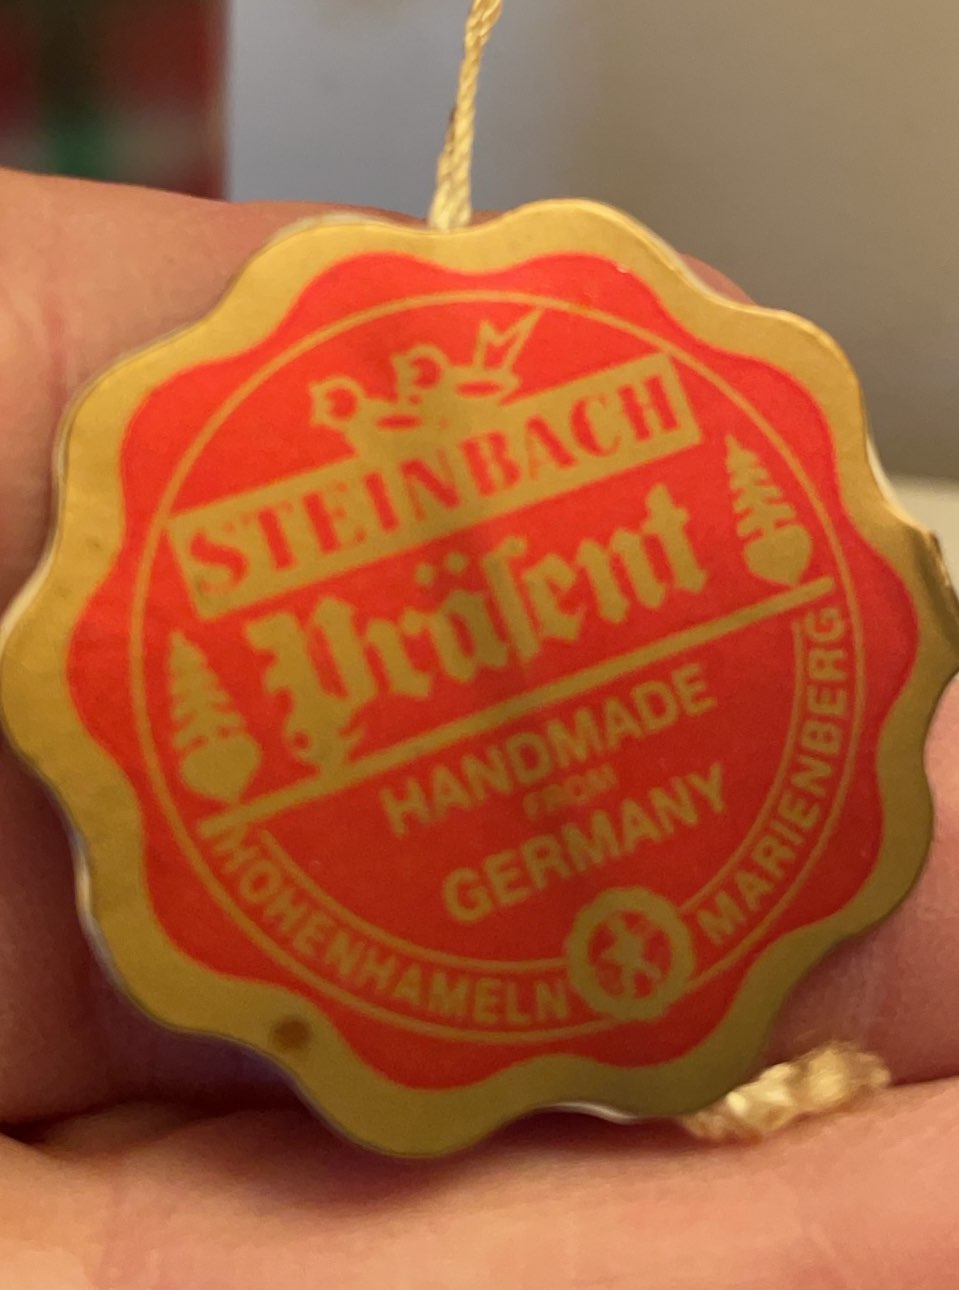 STEINBACH
Präſent
HANDMADE
FROM
GERMANY
HOHENHAMELN
MARIENBERG